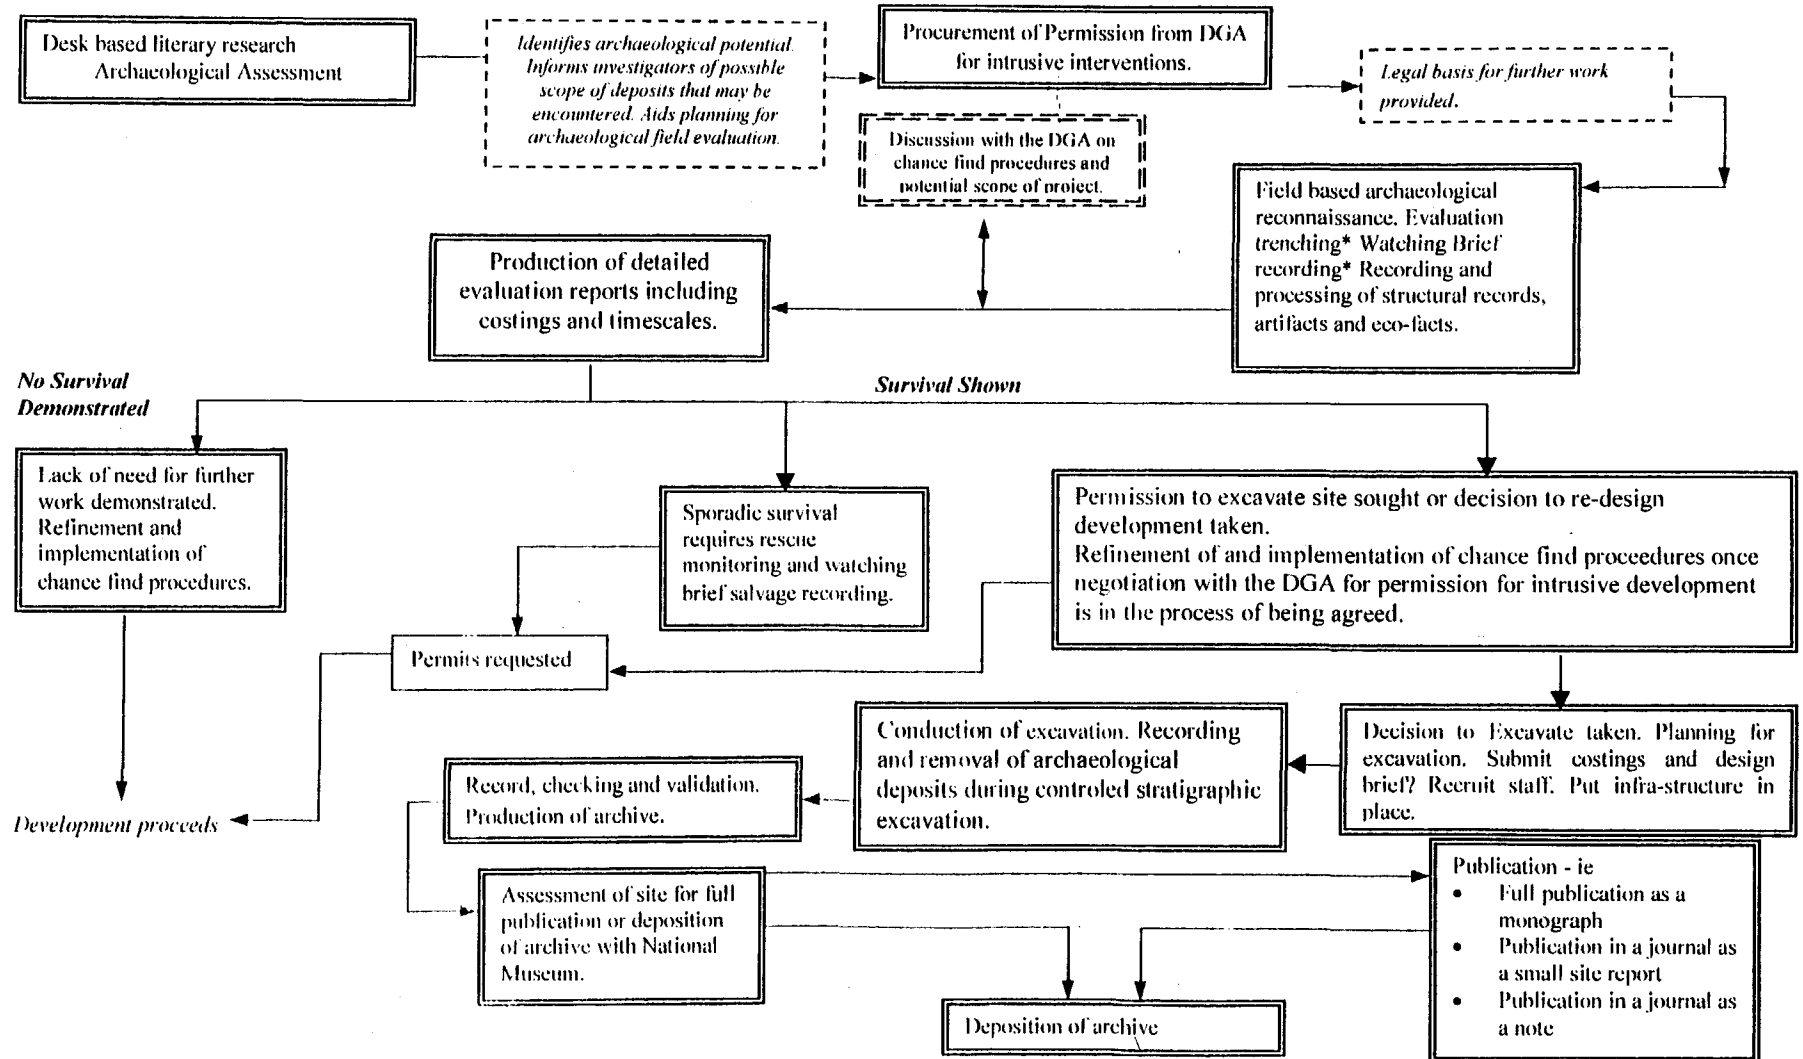 Desk based literary research
Archaeological Assessment
Identifies archaeological potential.
Informs investigators of possible
scope of deposits that may be
encountered. Aids planning for
archaeological field evaluation.
Procurement of Permission from DGA
for intrusive interventions.
Legal basis for further work
provided.
Discussion with the DGA on
chance find procedures and
potential scope of project.
Field based archaeological
reconnaissance. Evaluation
trenching* Watching Brief
recording* Recording and
processing of structural records,
artifacts and eco-facts.
Production of detailed
evaluation reports including
costings and timescales.
No Survival
Demonstrated
Survival Shown
Lack of need for further
work demonstrated.
Refinement and
implementation of
chance find procedures.
Sporadic survival
requires rescue
monitoring and watching
brief salvage recording.
Permission to excavate site sought or decision to re-design
development taken.
Refinement of and implementation of chance find proceedures once
negotiation with the DGA for permission for intrusive development
is in the process of being agreed.
Permits requested
Decision to Excavate taken. Planning for
excavation. Submit costings and design
brief? Recruit staff. Put infra-structure in
place.
Conduction of excavation. Recording
and removal of archaeological
deposits during controled stratigraphic
excavation.
Record, checking and validation.
Production of archive.
Development proceeds
Assessment of site for full
publication or deposition
of archive with National
Museum.
Publication - ie
• Full publication as a
monograph
• Publication in a journal as
a small site report
• Publication in a journal as
a note
Deposition of archive